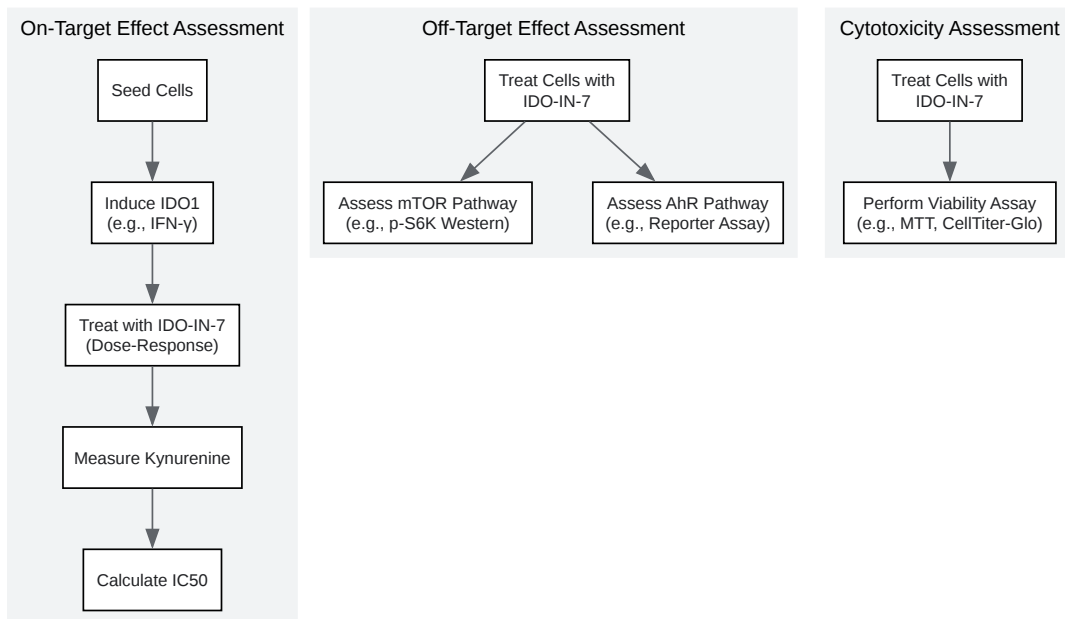 On-Target Effect Assessment
Seed Cells
Induce IDO1
(e.g., IFN-γ)
Treat with IDO-IN-7
(Dose-Response)
Measure Kynurenine
Calculate IC50
Off-Target Effect Assessment
Treat Cells with
IDO-IN-7
Assess mTOR Pathway
(e.g., p-S6K Western)
Assess AhR Pathway
(e.g., Reporter Assay)
Cytotoxicity Assessment
Treat Cells with
IDO-IN-7
Perform Viability Assay
(e.g., MTT, CellTiter-Glo)